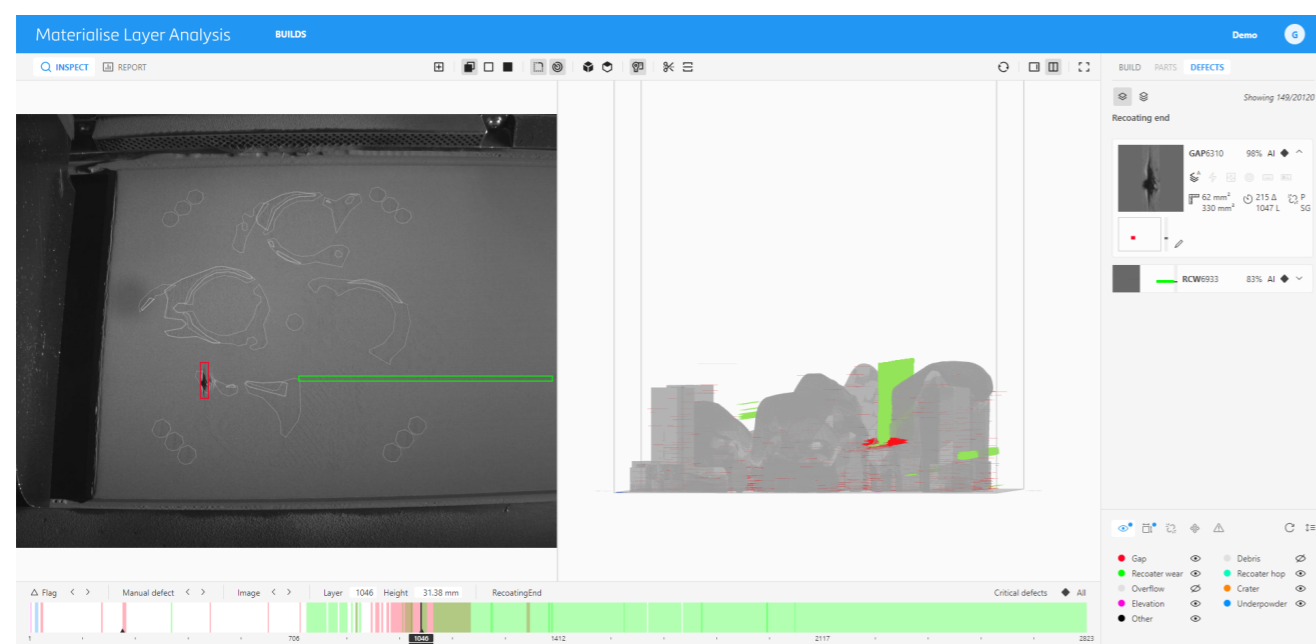 Materialise Layer Analysis BUILDS Demo G
INSPECT REPORT BUILD PARTS DEFECTS
Showing 149/20120
Recoating end
GAP6310 98% AI
62 mm² 215 Δ P
330 mm² 1047 L SG
RCW6933 83% AI
Gap Debris
Recoater wear Recoater hop
Overflow Crater
Elevation Underpowder
Other
Flag Manual defect Image Layer 1046 Height 31.38 mm RecoatingEnd Critical defects All
1 706 1046 1412 2117 2823